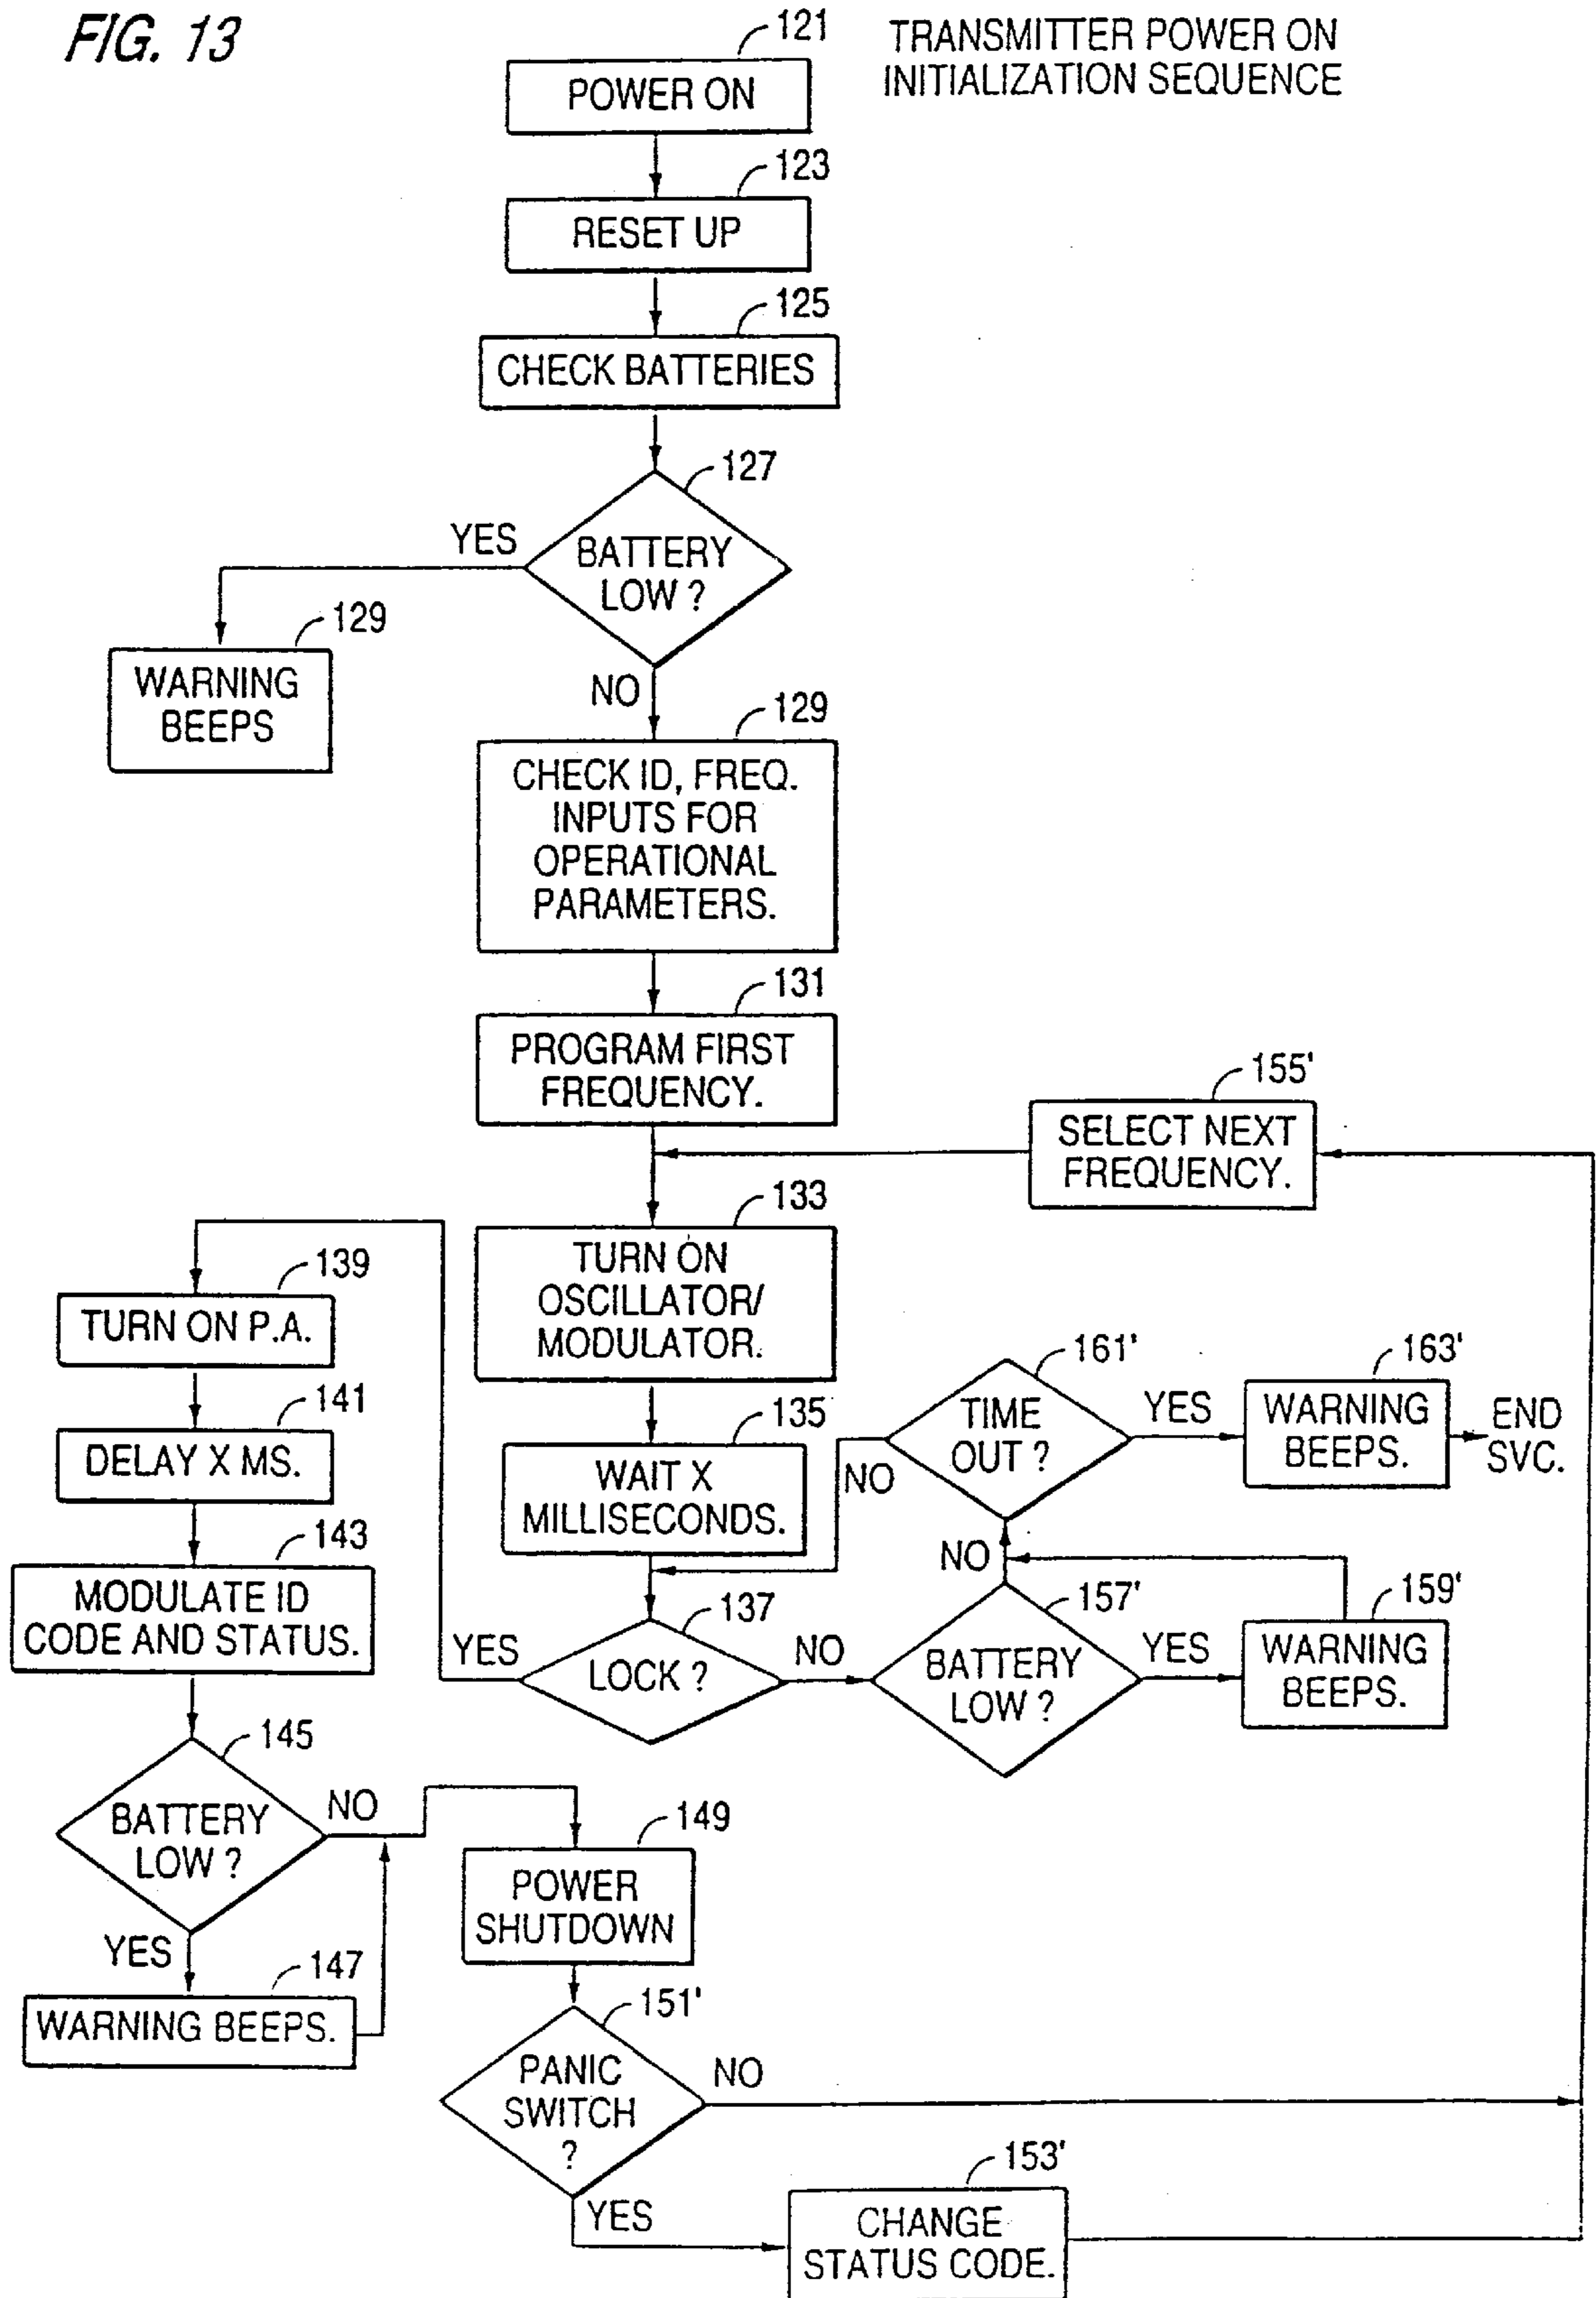 FIG. 13
TRANSMITTER POWER ON
INITIALIZATION SEQUENCE
121
POWER ON
123
RESET UP
125
CHECK BATTERIES
127
BATTERY
LOW ?
YES
129
WARNING
BEEPS
NO
129
CHECK ID, FREQ.
INPUTS FOR
OPERATIONAL
PARAMETERS.
131
PROGRAM FIRST
FREQUENCY.
155'
SELECT NEXT
FREQUENCY.
133
TURN ON
OSCILLATOR/
MODULATOR.
135
WAIT X
MILLISECONDS.
137
LOCK ?
YES
NO
139
TURN ON P.A.
141
DELAY X MS.
143
MODULATE ID
CODE AND STATUS.
161'
TIME
OUT ?
NO
YES
163'
WARNING
BEEPS.
END
SVC.
NO
157'
BATTERY
LOW ?
YES
159'
WARNING
BEEPS.
145
BATTERY
LOW ?
NO
YES
147
WARNING BEEPS.
149
POWER
SHUTDOWN
151'
PANIC
SWITCH
?
NO
YES
153'
CHANGE
STATUS CODE.